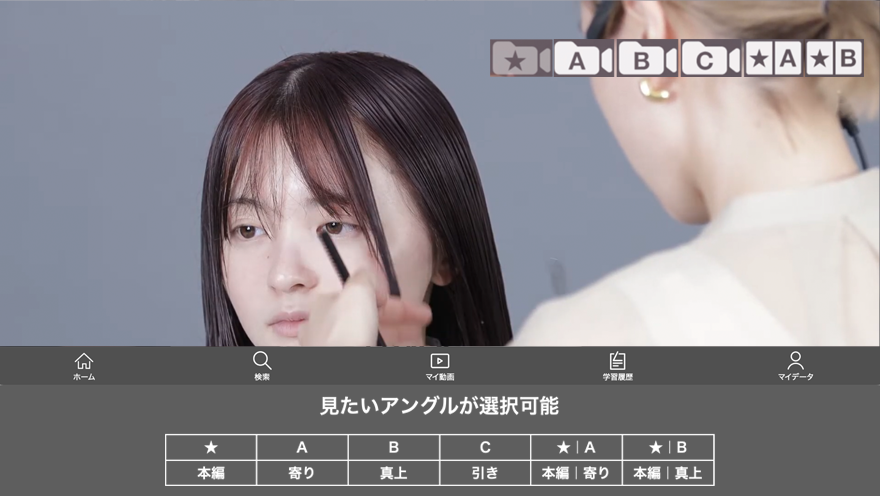 ★ A B C ★A ★B
ホーム 検索 マイ動画 学習履歴 マイデータ
見たいアングルが選択可能
★ A B C ★|A ★|B
本編 寄り 真上 引き 本編|寄り 本編|真上